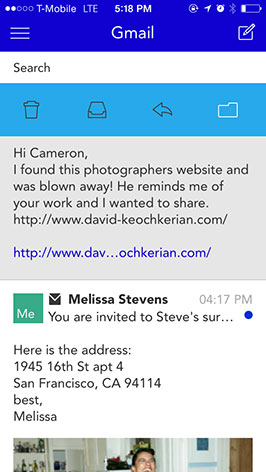 T-Mobile LTE 5:18 PM
Gmail
Search
Hi Cameron,
I found this photographers website and
was blown away! He reminds me of
your work and I wanted to share.
http://www.david-keochkerian.com/
http://www.dav…ochkerian.com/
Me Melissa Stevens 04:17 PM
You are invited to Steve's sur…
Here is the address:
1945 16th St apt 4
San Francisco, CA 94114
best,
Melissa